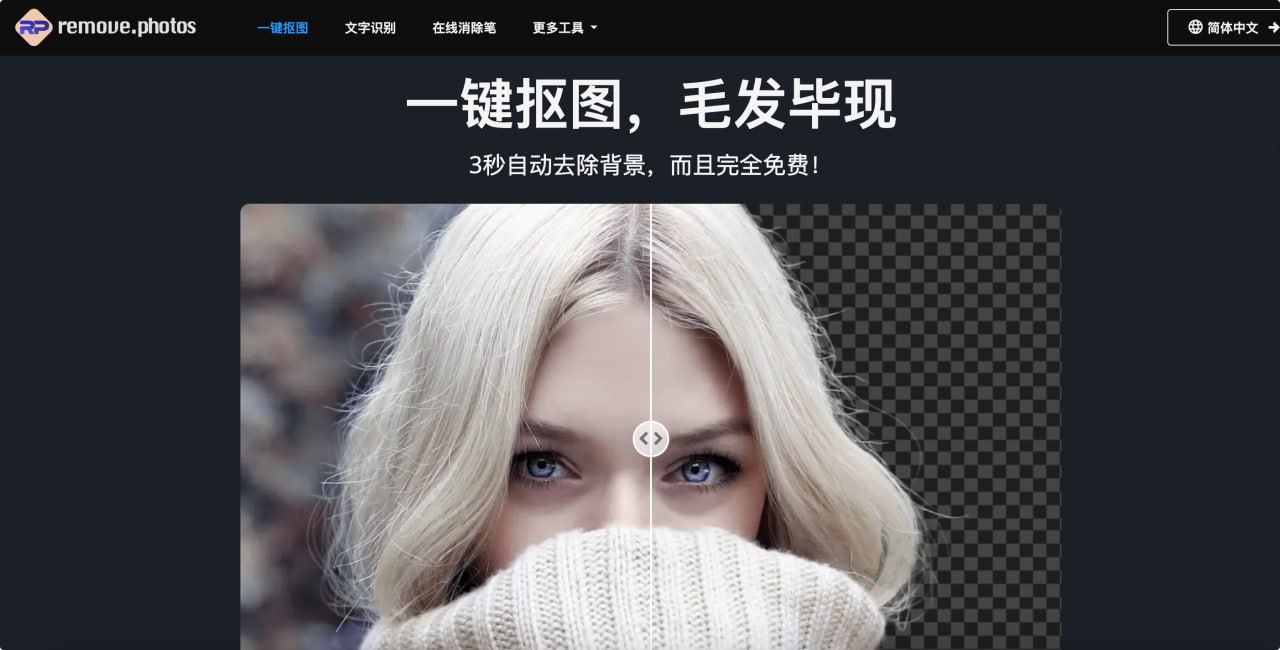 RP remove.photos
一键抠图
文字识别
在线消除笔
更多工具
简体中文
一键抠图，毛发毕现
3秒自动去除背景，而且完全免费！